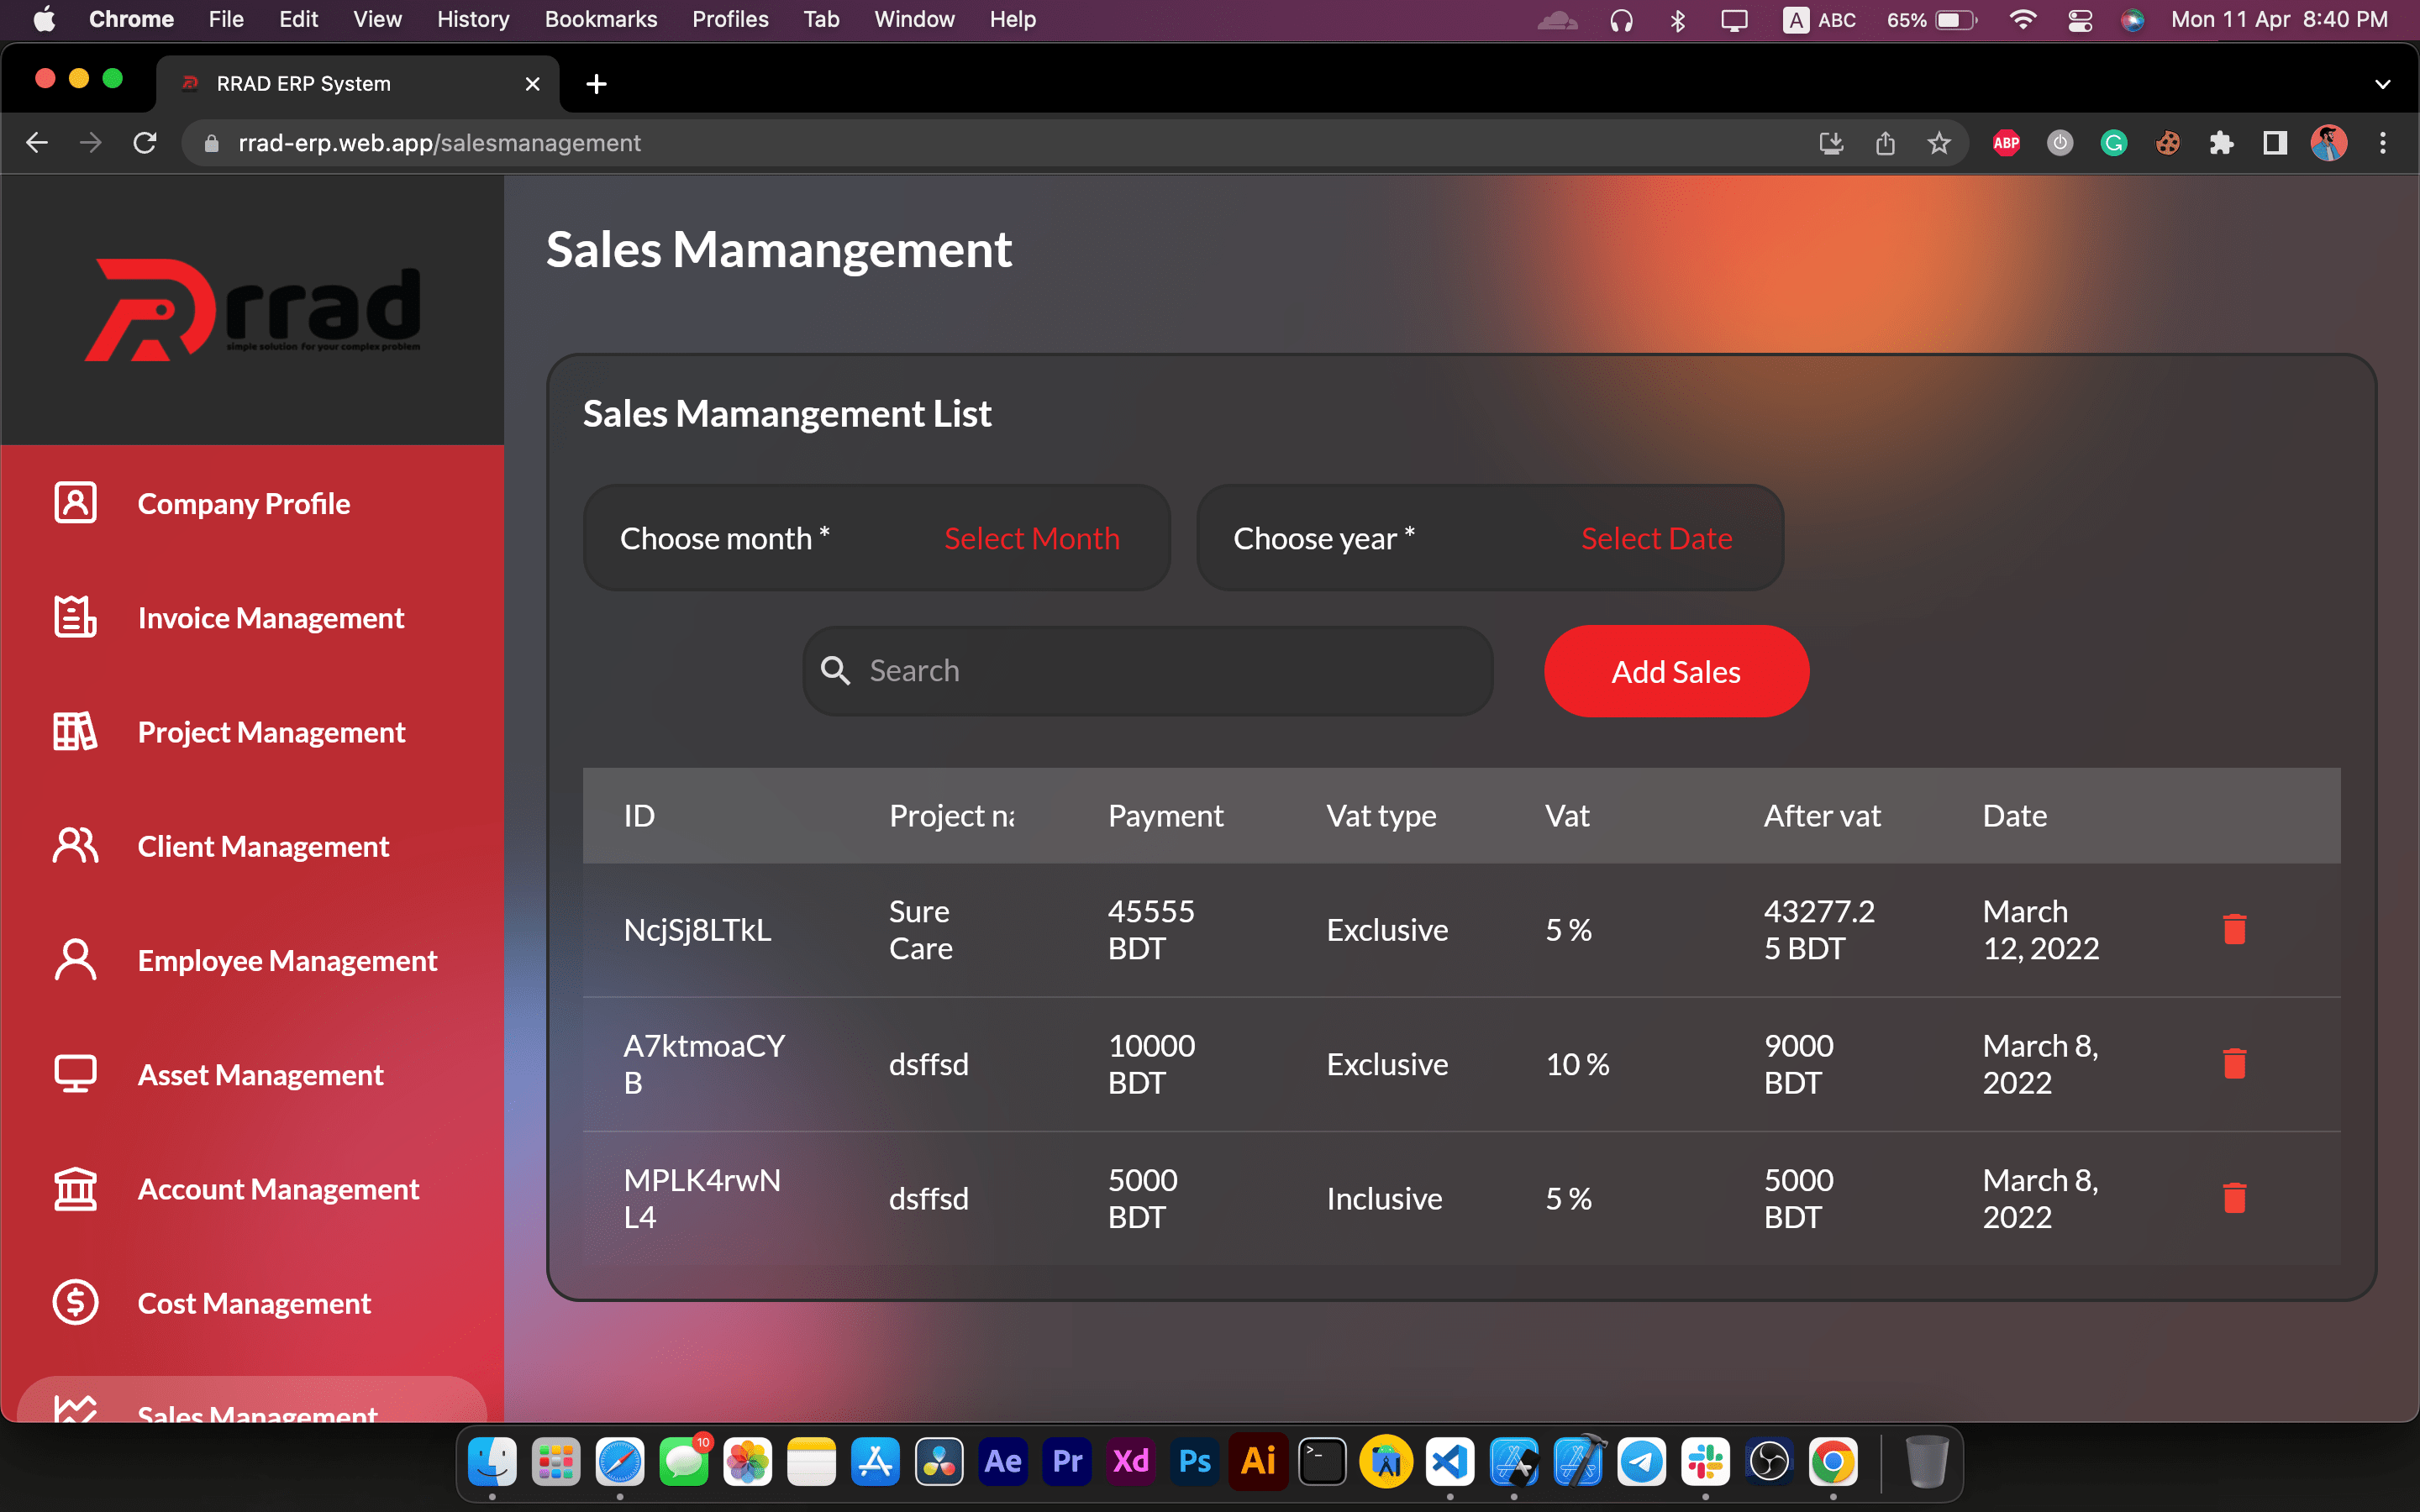 Chrome File Edit View History Bookmarks Profiles Tab Window Help A ABC 65% Mon 11 Apr 8:40 PM
RRAD ERP System
rrad-erp.web.app/salesmanagement
ABP
rrad
simple solution for your complex problem
Company Profile
Invoice Management
Project Management
Client Management
Employee Management
Asset Management
Account Management
Cost Management
Sales Management
Sales Mamangement
Sales Mamangement List
Choose month * Select Month Choose year * Select Date
Search Add Sales
ID Project na Payment Vat type Vat After vat Date
NcjSj8LTkL Sure Care 45555 BDT Exclusive 5 % 43277.25 BDT March 12, 2022
A7ktmoaCYB dsffsd 10000 BDT Exclusive 10 % 9000 BDT March 8, 2022
MPLK4rwNL4 dsffsd 5000 BDT Inclusive 5 % 5000 BDT March 8, 2022
10 Ae Pr Xd Ps Ai